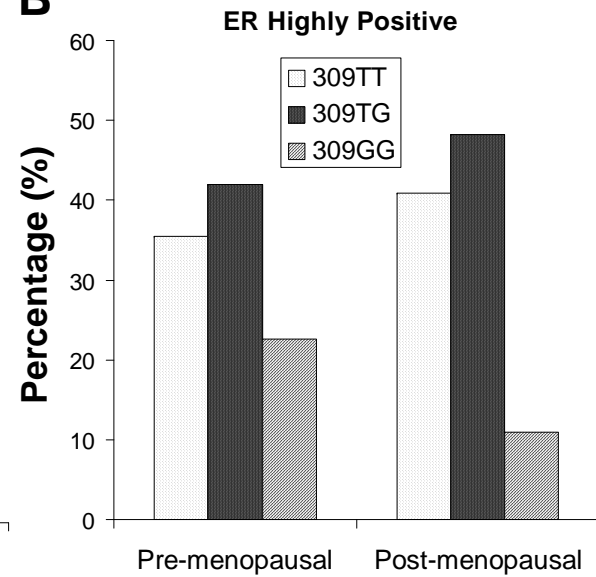 B
ER Highly Positive
60
50
40
30
20
10
0
Percentage (%)
309TT
309TG
309GG
Pre-menopausal Post-menopausal